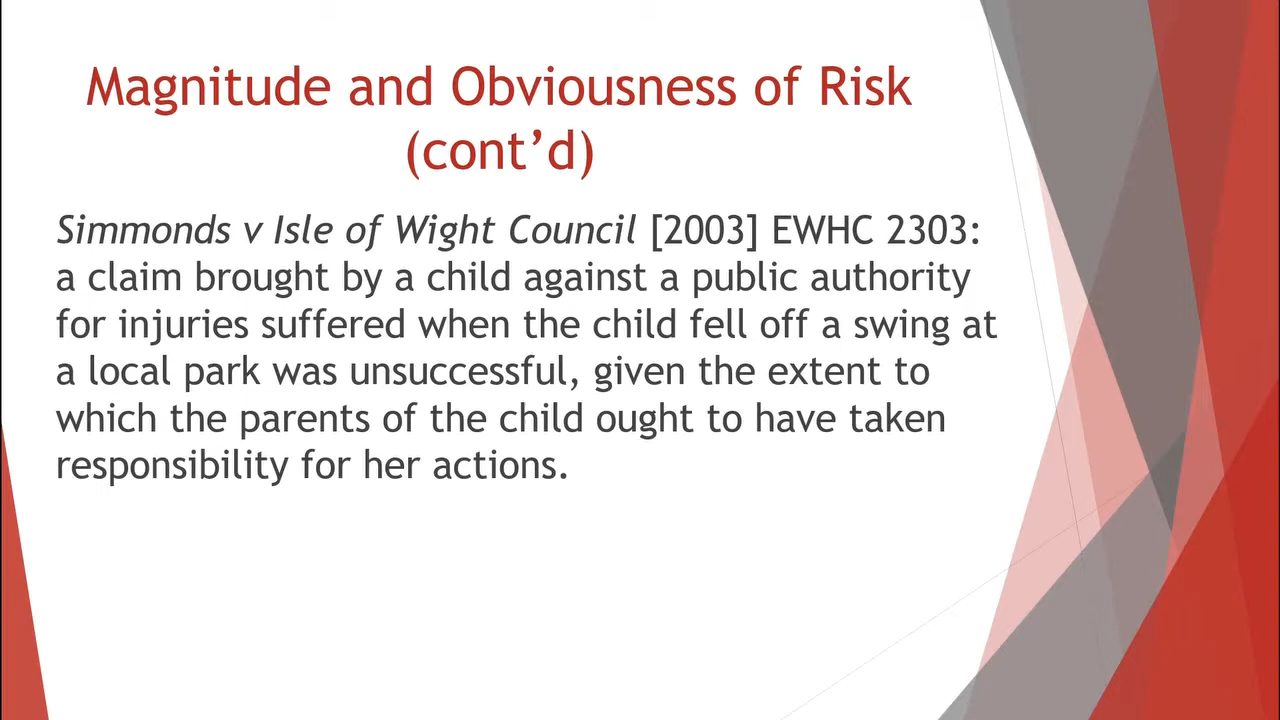 Magnitude and Obviousness of Risk
(cont’d)
Simmonds v Isle of Wight Council [2003] EWHC 2303:
a claim brought by a child against a public authority
for injuries suffered when the child fell off a swing at
a local park was unsuccessful, given the extent to
which the parents of the child ought to have taken
responsibility for her actions.